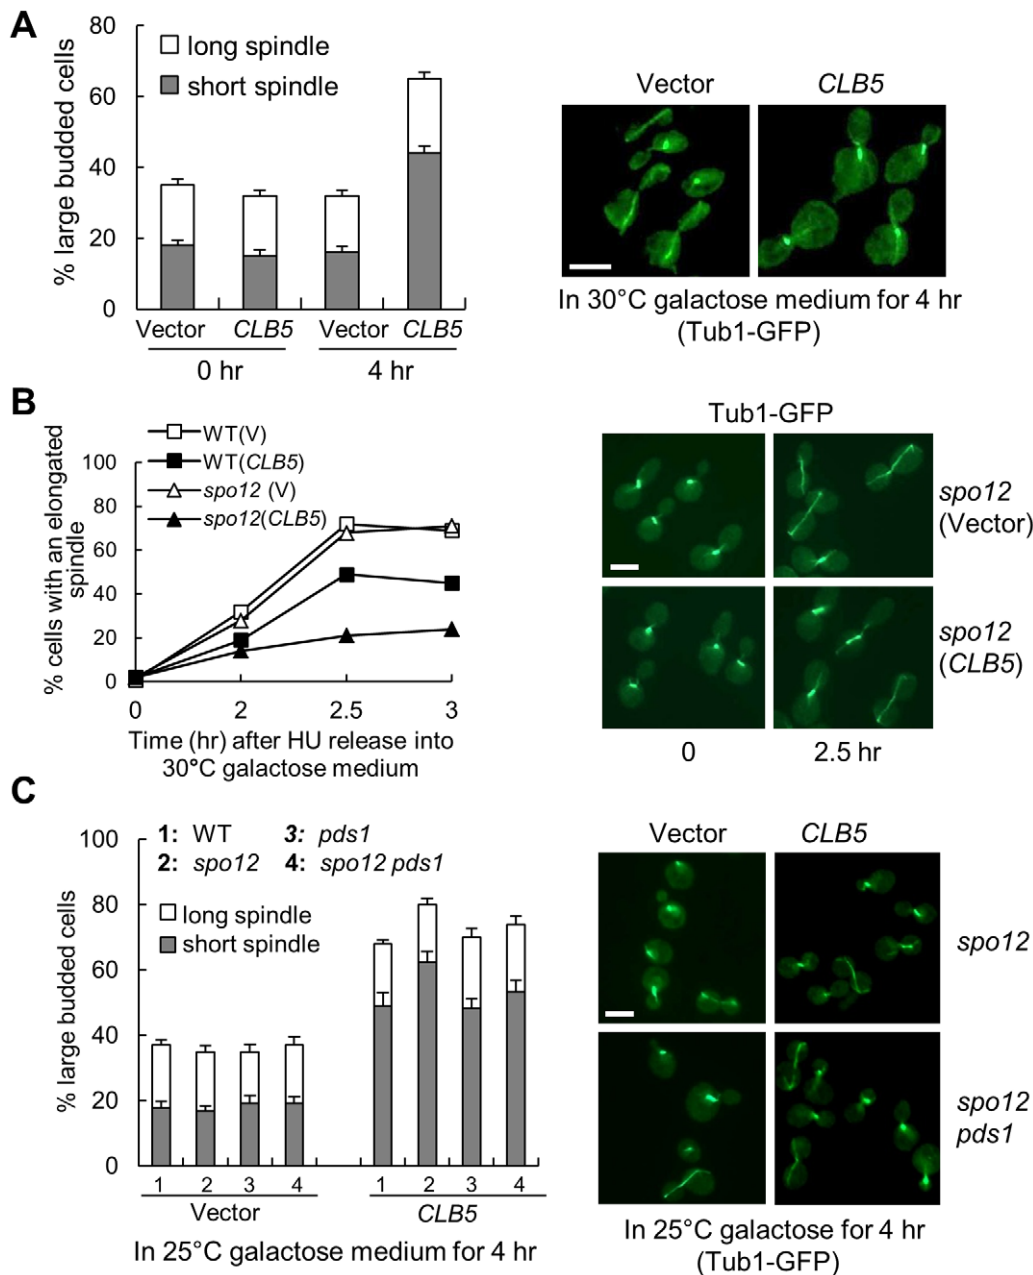 A
80
60
40
20
0
% large budded cells
long spindle
short spindle
Vector CLB5 Vector CLB5
0 hr 4 hr
Vector CLB5
In 30°C galactose medium for 4 hr
(Tub1-GFP)
B
WT(V)
WT(CLB5)
spo12 (V)
spo12(CLB5)
100
80
60
40
20
0
% cells with an elongated
spindle
0 2 2.5 3
Time (hr) after HU release into
30°C galactose medium
Tub1-GFP
spo12
(Vector)
spo12
(CLB5)
0 2.5 hr
C
100
80
60
40
20
0
% large budded cells
1: WT 3: pds1
2: spo12 4: spo12 pds1
long spindle
short spindle
1 2 3 4 1 2 3 4
Vector CLB5
In 25°C galactose medium for 4 hr
Vector CLB5
spo12
spo12
pds1
In 25°C galactose for 4 hr
(Tub1-GFP)